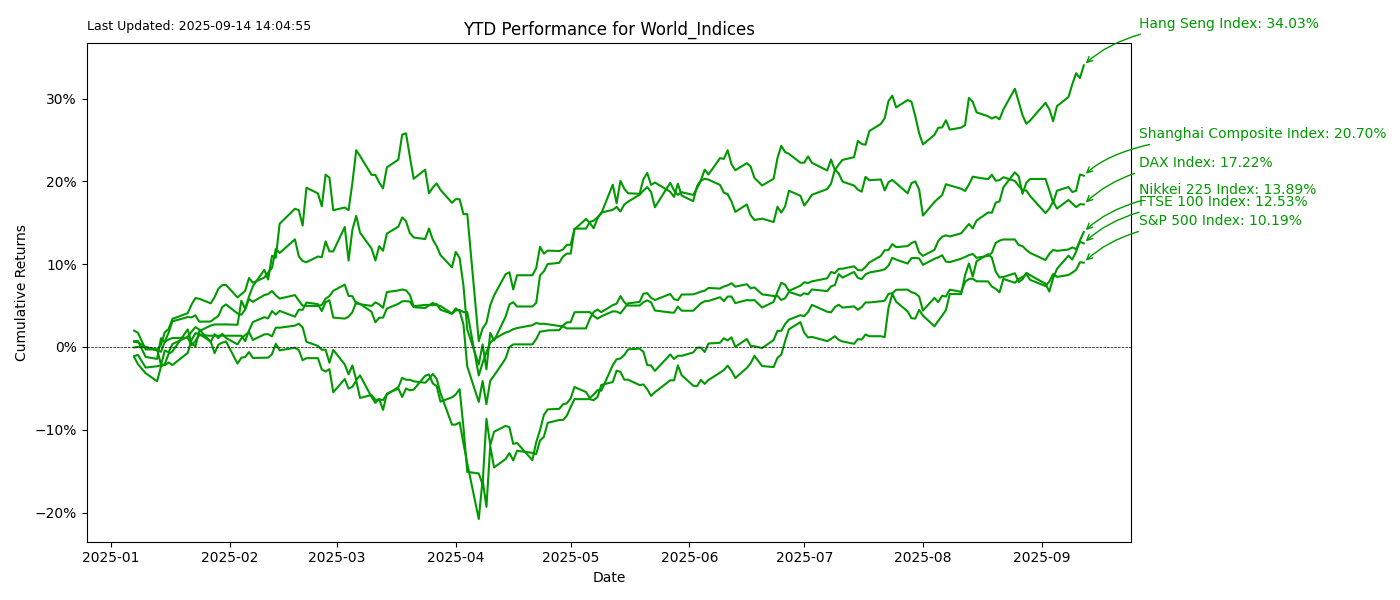 Last Updated: 2025-09-14 14:04:55
YTD Performance for World_Indices
Hang Seng Index: 34.03%
Shanghai Composite Index: 20.70%
DAX Index: 17.22%
Nikkei 225 Index: 13.89%
FTSE 100 Index: 12.53%
S&P 500 Index: 10.19%
Cumulative Returns
30%
20%
10%
0%
−10%
−20%
2025-01 2025-02 2025-03 2025-04 2025-05 2025-06 2025-07 2025-08 2025-09
Date